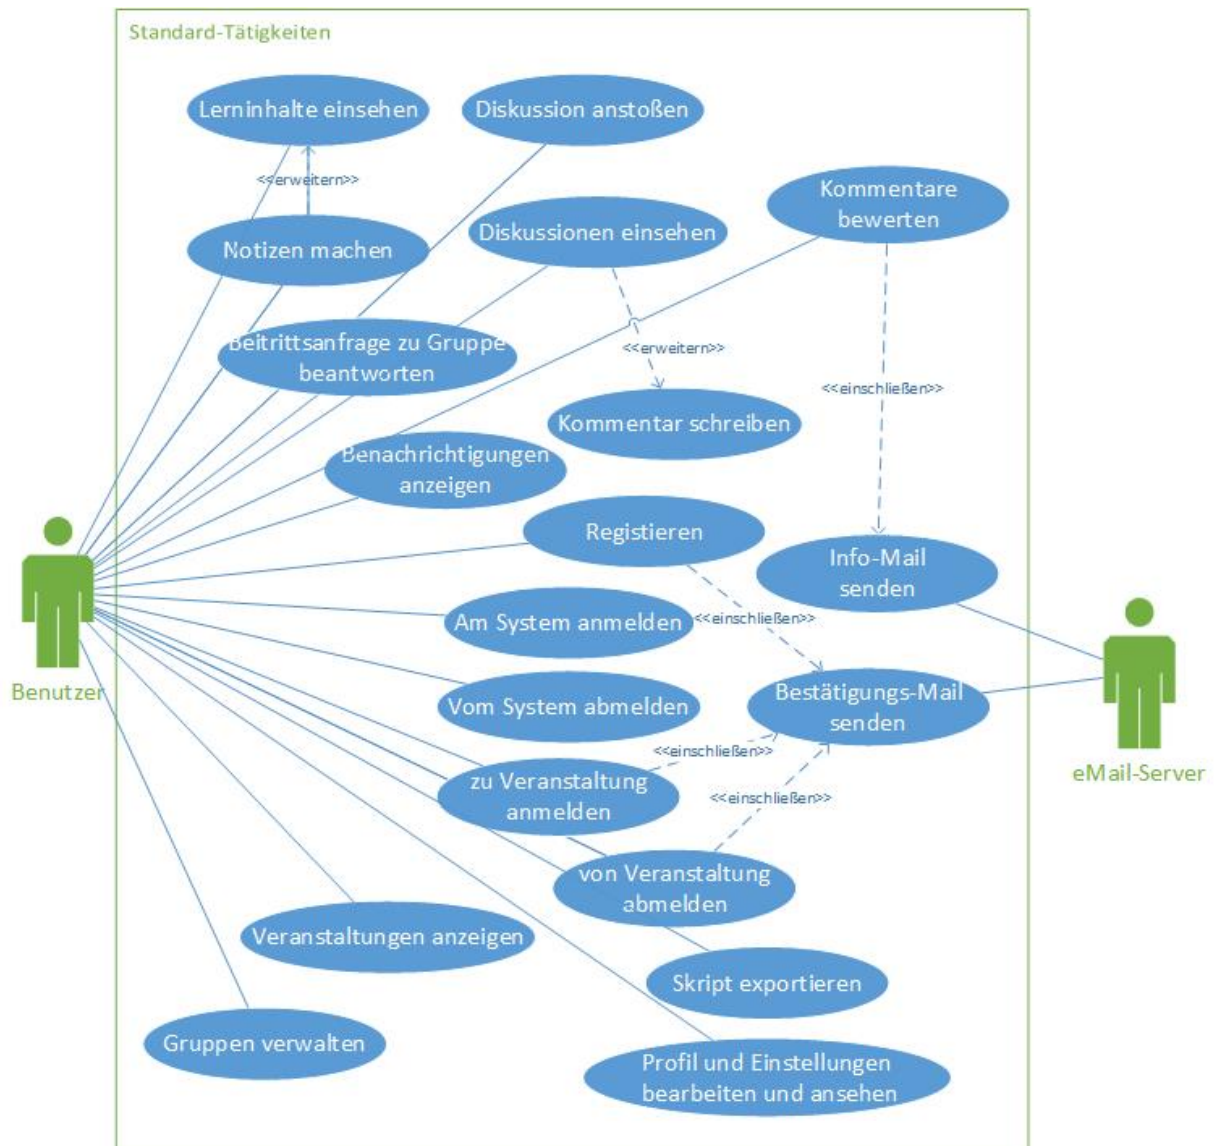 Standard-Tätigkeiten
Lerninhalte einsehen
Diskussion anstoßen
<<erweitern>>
Kommentare
bewerten
Notizen machen
Diskussionen einsehen
Beitrittsanfrage zu Gruppe
beantworten
<<erweitern>>
<<einschließen>>
Kommentar schreiben
Benachrichtigungen
anzeigen
Registieren
Info-Mail
senden
Am System anmelden
<<einschließen>>
Benutzer
Vom System abmelden
Bestätigungs-Mail
senden
<<einschließen>>
eMail-Server
zu Veranstaltung
anmelden
<<einschließen>>
von Veranstaltung
abmelden
Veranstaltungen anzeigen
Skript exportieren
Gruppen verwalten
Profil und Einstellungen
bearbeiten und ansehen